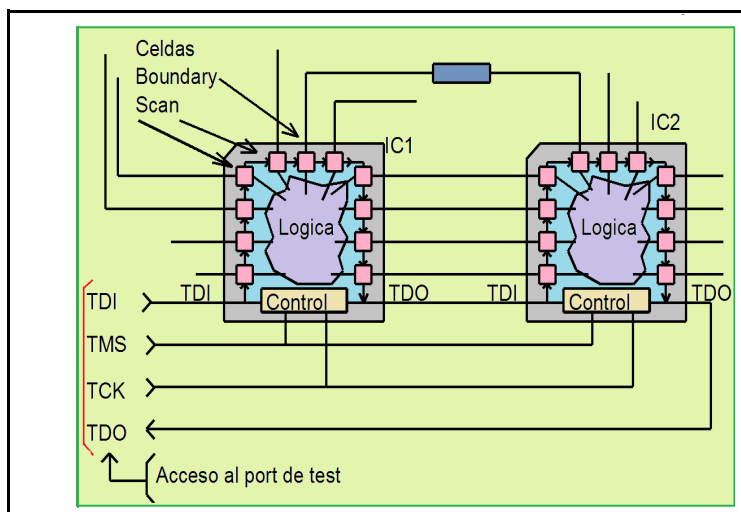 Celdas
Boundary
Scan
IC1
IC2
Logica
Logica
TDI
TDI
Control
TDO
TDI
Control
TDO
TMS
TCK
TDO
Acceso al port de test